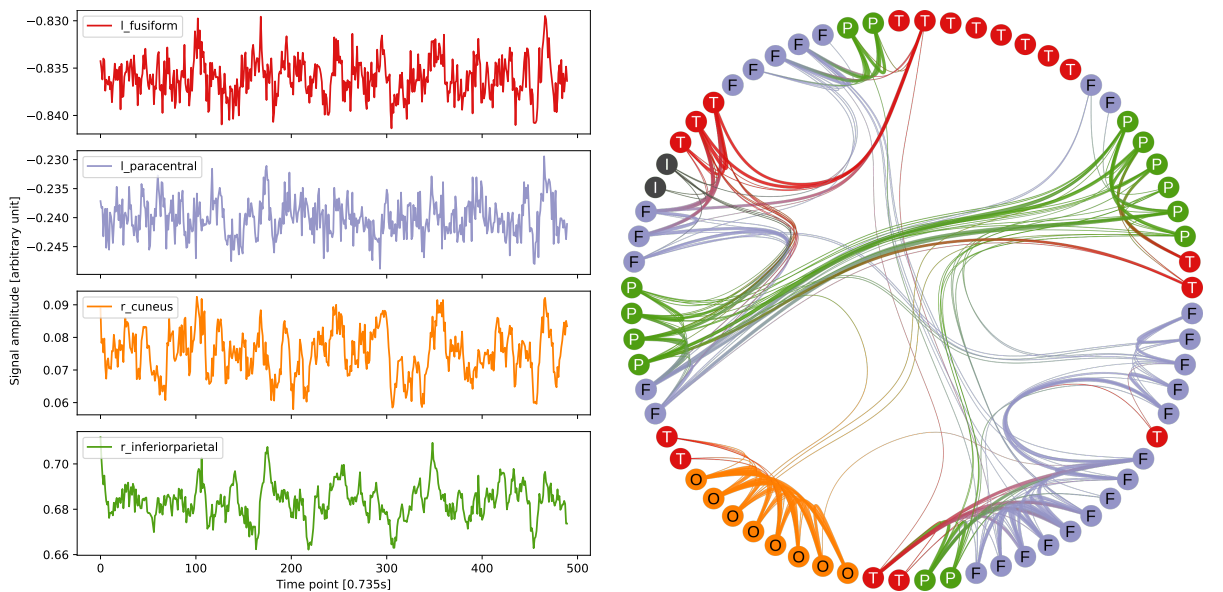 −0.830
−0.835
−0.840
l_fusiform
−0.230
−0.235
−0.240
−0.245
l_paracentral
0.09
0.08
0.07
0.06
r_cuneus
0.70
0.68
0.66
r_inferiorparietal
0
100
200
300
400
500
Time point [0.735s]
Signal amplitude [arbitrary unit]
T
T
T
T
T
T
T
T
F
F
P
P
P
P
P
P
T
T
F
F
F
F
F
T
F
F
F
F
F
F
F
F
F
P
P
T
T
O
O
O
O
O
O
O
O
T
T
F
F
P
P
P
P
F
F
F
I
I
T
T
T
F
F
F
F
F
P
P